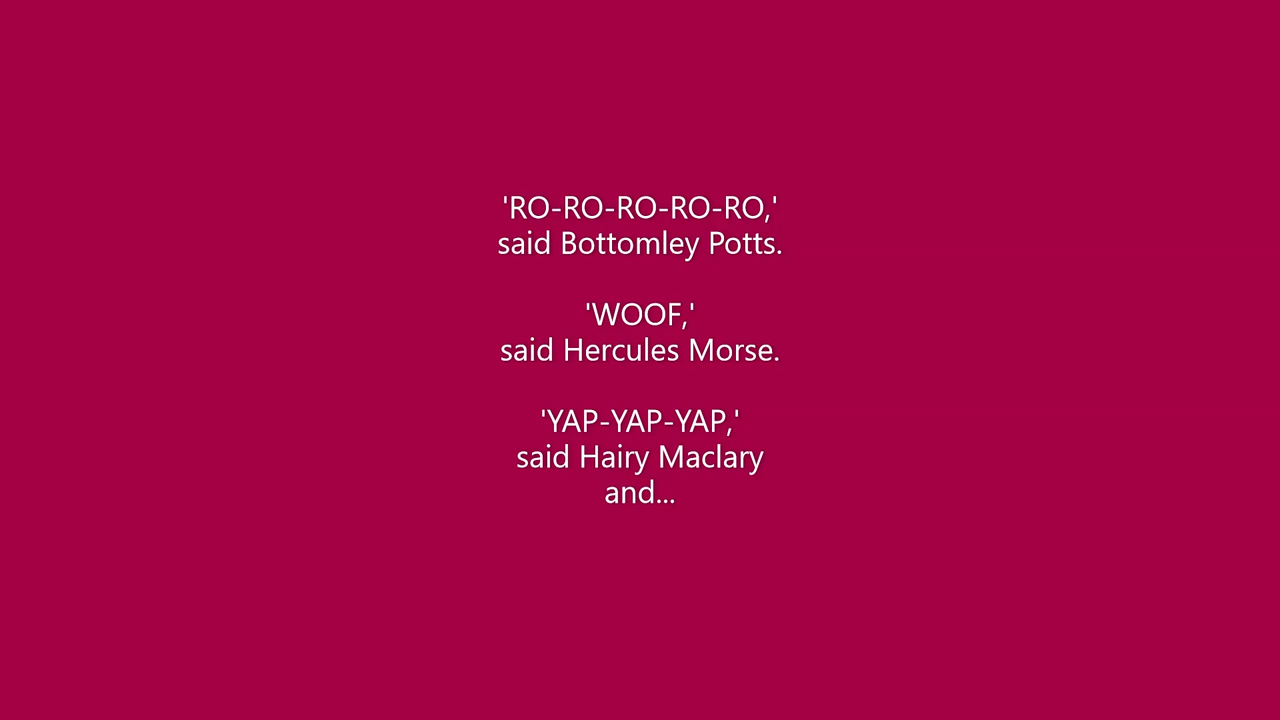 'RO-RO-RO-RO-RO,'
said Bottomley Potts.
'WOOF,'
said Hercules Morse.
'YAP-YAP-YAP,'
said Hairy Maclary
and...